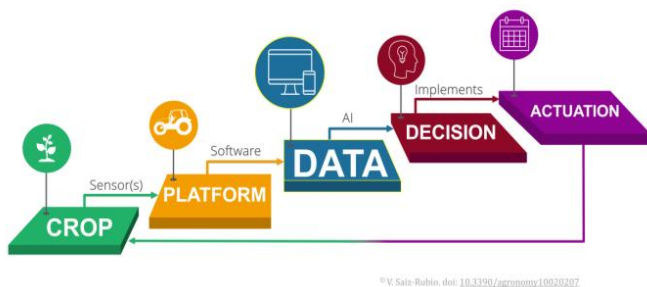 CROP
Sensor(s)
PLATFORM
Software
DATA
AI
DECISION
Implements
ACTUATION
© V. Saiz-Rubio. doi: 10.3390/agronomy10020207